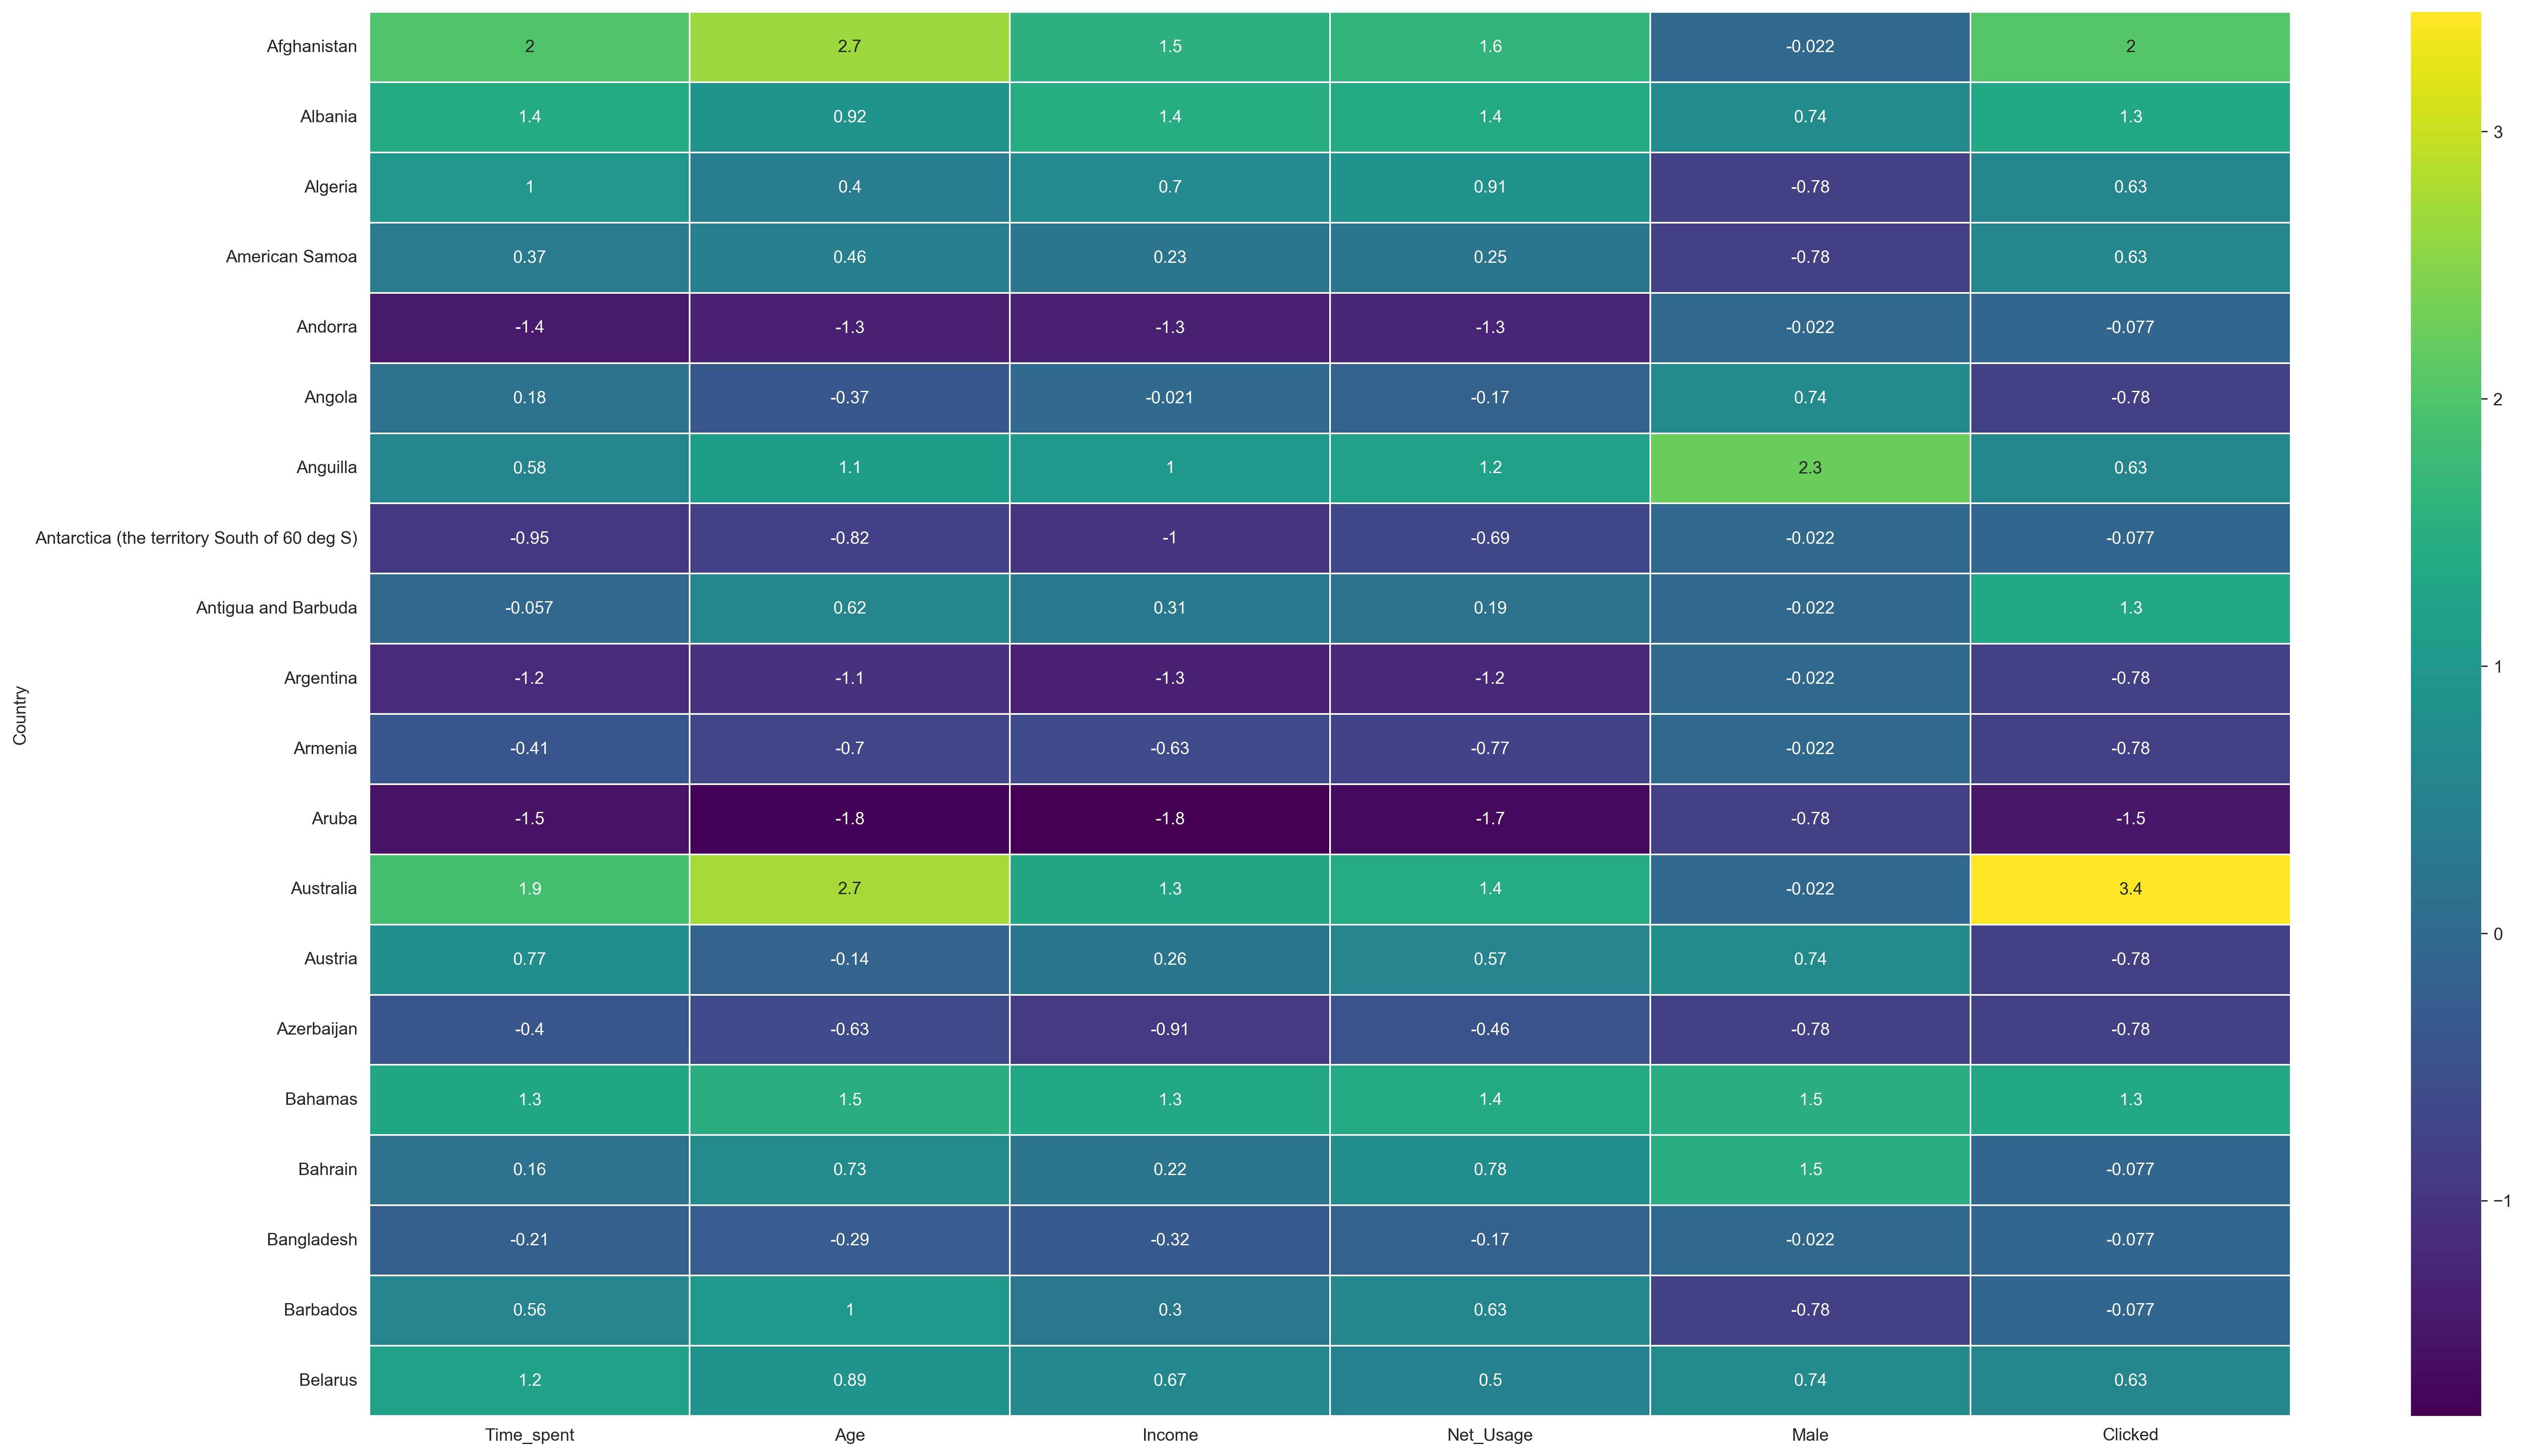 Country
Afghanistan 2 2.7 1.5 1.6 -0.022 2
Albania 1.4 0.92 1.4 1.4 0.74 1.3
Algeria 1 0.4 0.7 0.91 -0.78 0.63
American Samoa 0.37 0.46 0.23 0.25 -0.78 0.63
Andorra -1.4 -1.3 -1.3 -1.3 -0.022 -0.077
Angola 0.18 -0.37 -0.021 -0.17 0.74 -0.78
Anguilla 0.58 1.1 1 1.2 2.3 0.63
Antarctica (the territory South of 60 deg S) -0.95 -0.82 -1 -0.69 -0.022 -0.077
Antigua and Barbuda -0.057 0.62 0.31 0.19 -0.022 1.3
Argentina -1.2 -1.1 -1.3 -1.2 -0.022 -0.78
Armenia -0.41 -0.7 -0.63 -0.77 -0.022 -0.78
Aruba -1.5 -1.8 -1.8 -1.7 -0.78 -1.5
Australia 1.9 2.7 1.3 1.4 -0.022 3.4
Austria 0.77 -0.14 0.26 0.57 0.74 -0.78
Azerbaijan -0.4 -0.63 -0.91 -0.46 -0.78 -0.78
Bahamas 1.3 1.5 1.3 1.4 1.5 1.3
Bahrain 0.16 0.73 0.22 0.78 1.5 -0.077
Bangladesh -0.21 -0.29 -0.32 -0.17 -0.022 -0.077
Barbados 0.56 1 0.3 0.63 -0.78 -0.077
Belarus 1.2 0.89 0.67 0.5 0.74 0.63
Time_spent Age Income Net_Usage Male Clicked
3
2
1
0
−1